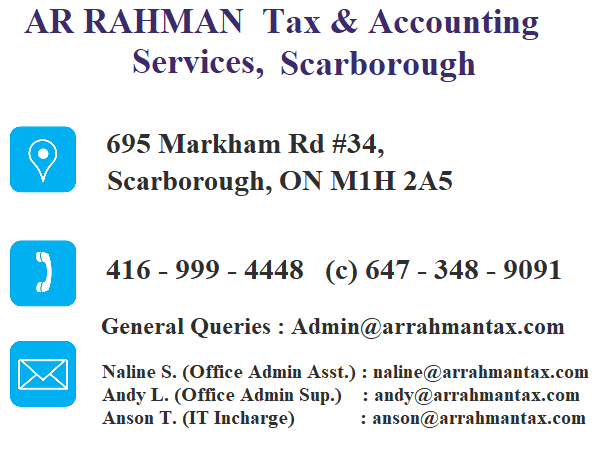 AR RAHMAN Tax & Accounting
Services, Scarborough
695 Markham Rd #34,
Scarborough, ON M1H 2A5
416 - 999 - 4448 (c) 647 - 348 - 9091
General Queries : Admin@arrahmantax.com
Naline S. (Office Admin Asst.) : naline@arrahmantax.com
Andy L. (Office Admin Sup.) : andy@arrahmantax.com
Anson T. (IT Incharge) : anson@arrahmantax.com